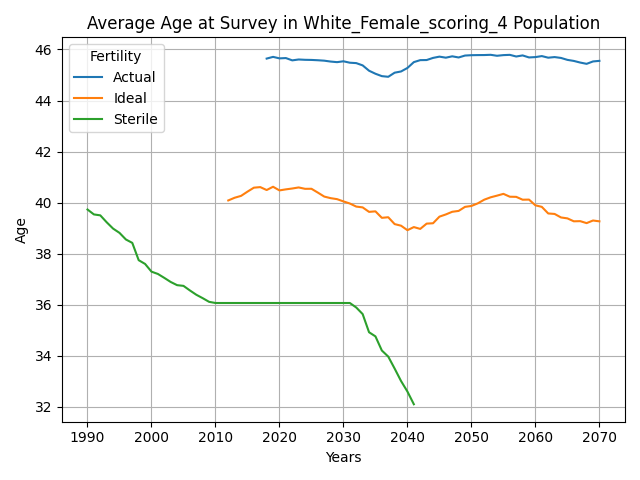 Average Age at Survey in White_Female_scoring_4 Population
Fertility
Actual
Ideal
Sterile
Age
46
44
42
40
38
36
34
32
1990 2000 2010 2020 2030 2040 2050 2060 2070
Years